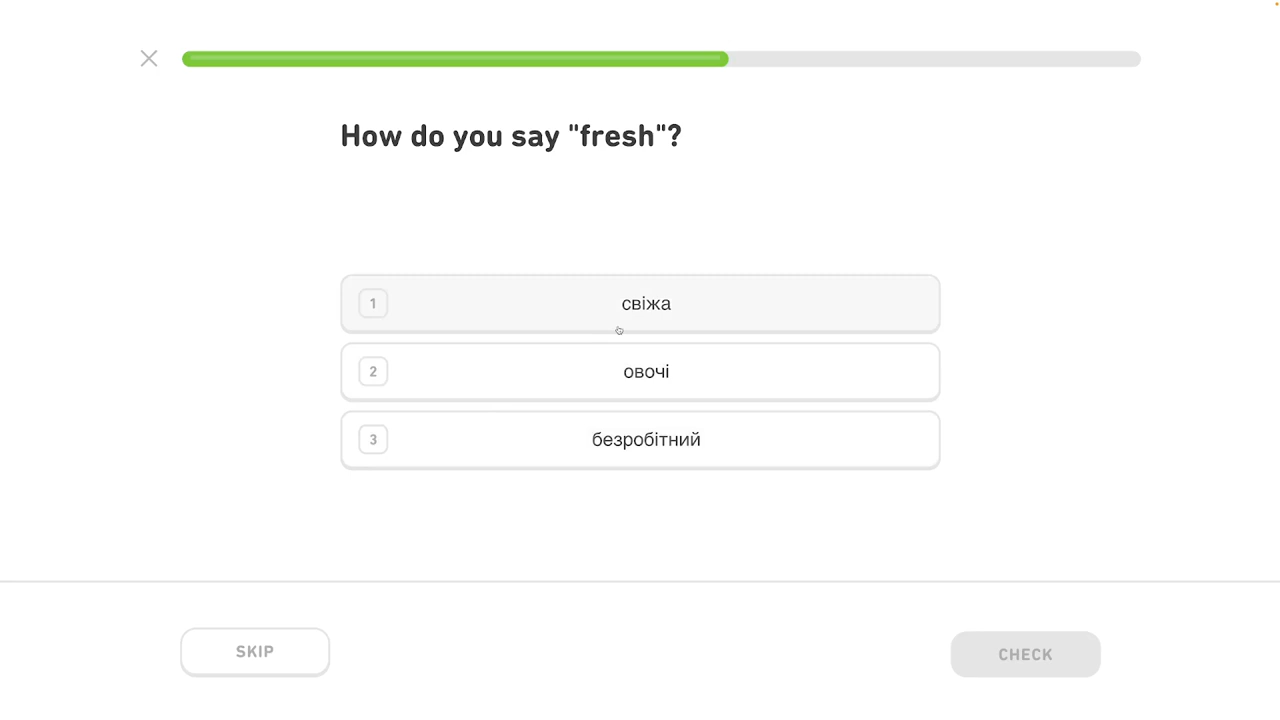 How do you say "fresh"?
1 свіжа
2 овочі
3 безробітний
SKIP
CHECK